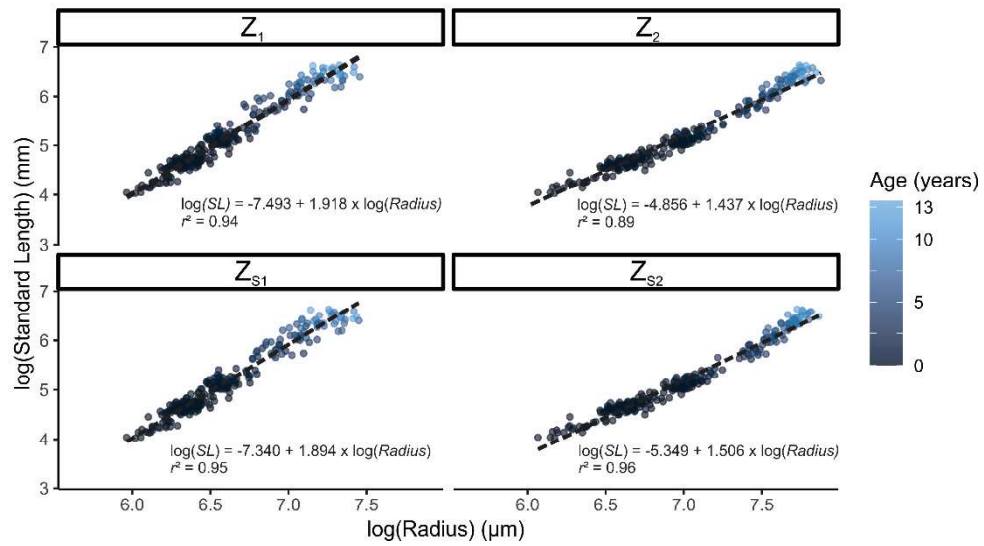 Z1
Z2
log(Standard Length) (mm)
7
6
5
4
3
log(SL) = -7.493 + 1.918 x log(Radius)
r² = 0.94
log(SL) = -4.856 + 1.437 x log(Radius)
r² = 0.89
Age (years)
13
10
5
0
ZS1
ZS2
7
6
5
4
3
log(SL) = -7.340 + 1.894 x log(Radius)
r² = 0.95
log(SL) = -5.349 + 1.506 x log(Radius)
r² = 0.96
6.0 6.5 7.0 7.5
6.0 6.5 7.0 7.5
log(Radius) (μm)